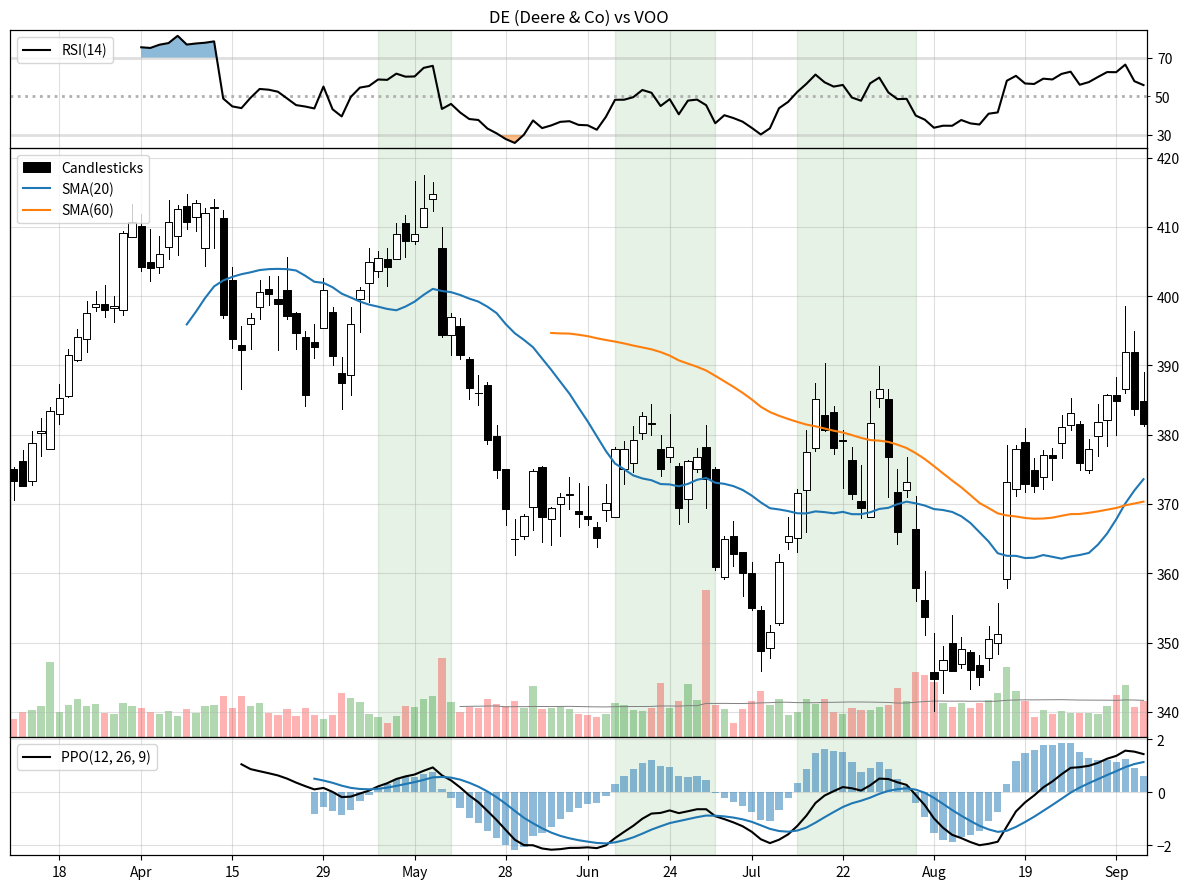 DE (Deere & Co) vs VOO
RSI(14)
70
50
30
Candlesticks
SMA(20)
SMA(60)
420
410
400
390
380
370
360
350
340
PPO(12, 26, 9)
2
0
−2
18 Apr 15 29 May 28 Jun 24 Jul 22 Aug 19 Sep